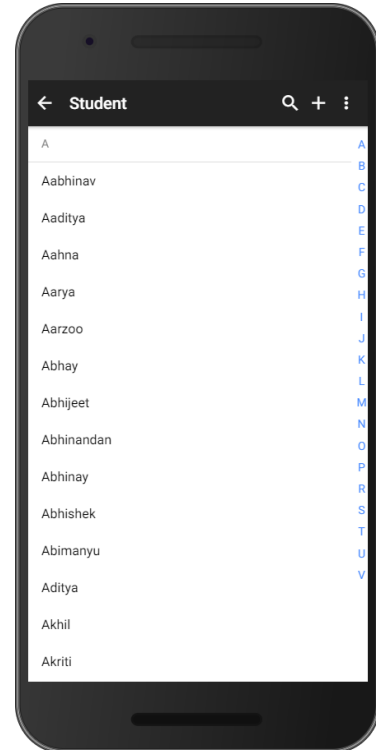 Student
A
Aabhinav
Aaditya
Aahna
Aarya
Aarzoo
Abhay
Abhijeet
Abhinandan
Abhinay
Abhishek
Abimanyu
Aditya
Akhil
Akriti
A
B
C
D
E
F
G
H
I
J
K
L
M
N
O
P
R
S
T
U
V